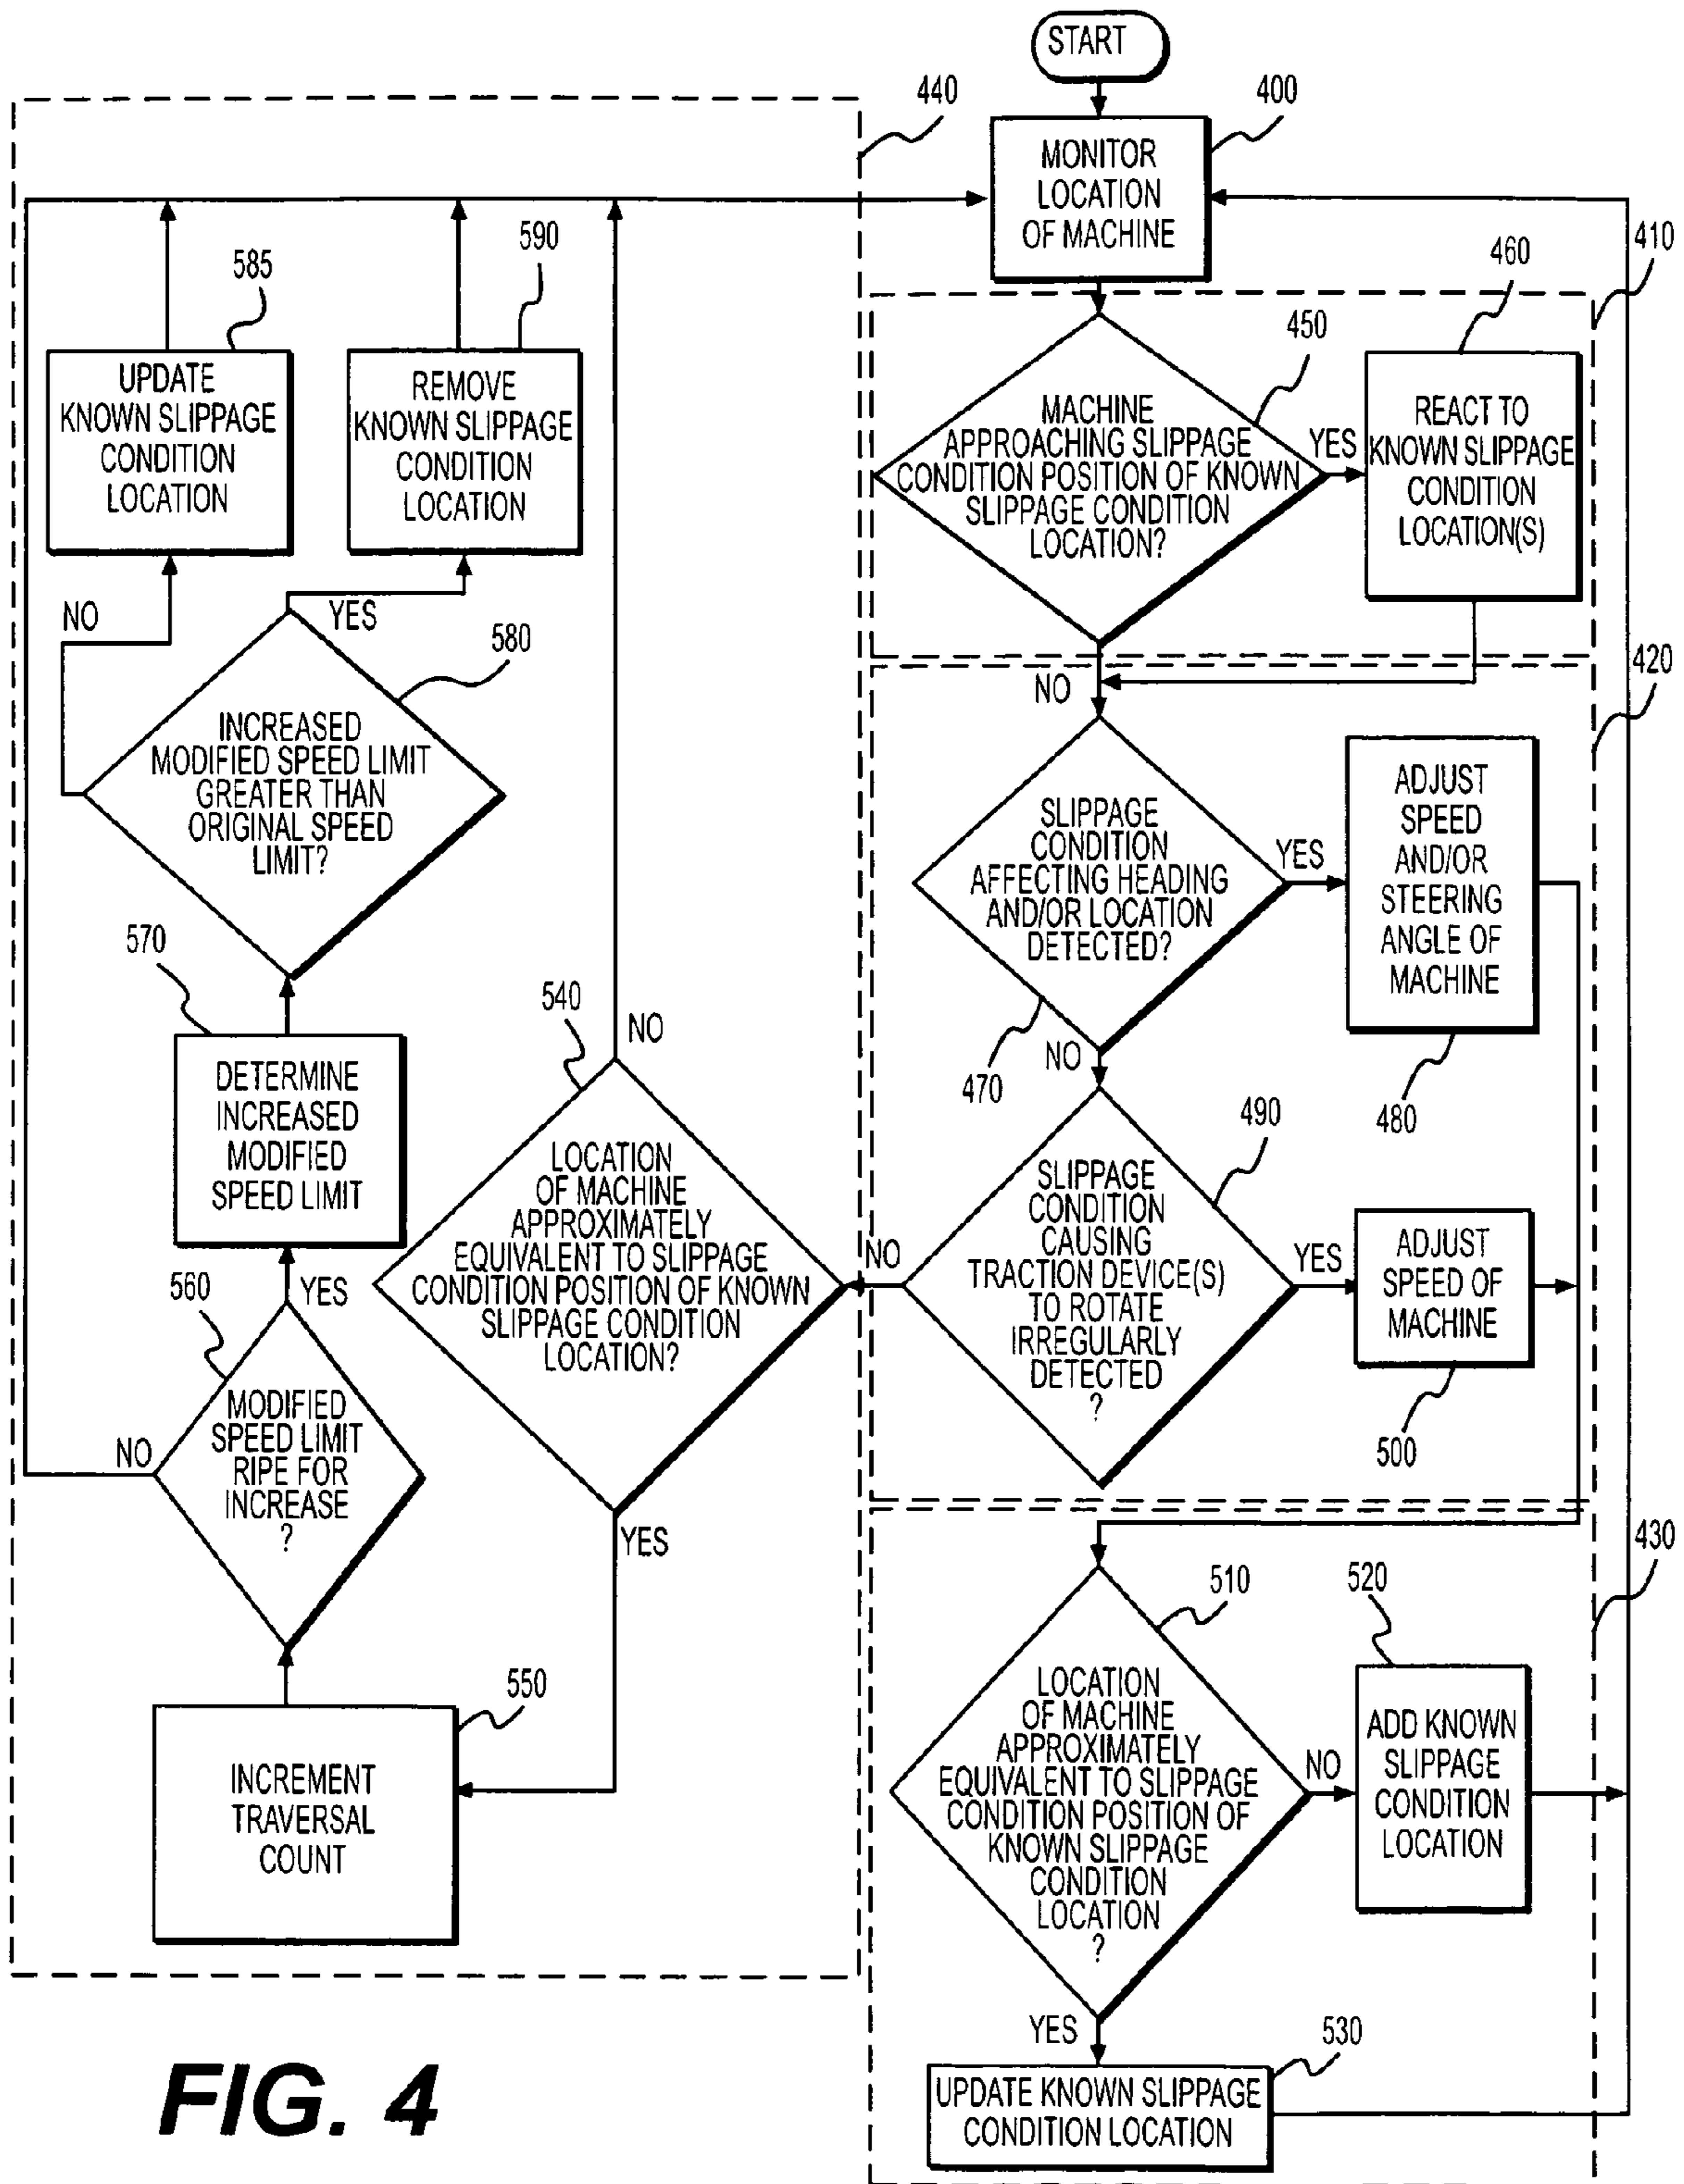 START
440
400
MONITOR
LOCATION
OF MACHINE
410
460
585
590
450
UPDATE
KNOWN SLIPPAGE
CONDITION
LOCATION
REMOVE
KNOWN SLIPPAGE
CONDITION
LOCATION
MACHINE
APPROACHING SLIPPAGE
CONDITION POSITION OF KNOWN
SLIPPAGE CONDITION
LOCATION?
YES
REACT TO
KNOWN SLIPPAGE
CONDITION
LOCATION(S)
NO
YES
580
NO
420
INCREASED
MODIFIED SPEED LIMIT
GREATER THAN
ORIGINAL SPEED
LIMIT?
SLIPPAGE
CONDITION
AFFECTING HEADING
AND/OR LOCATION
DETECTED?
YES
ADJUST
SPEED
AND/OR
STEERING
ANGLE OF
MACHINE
570
540
NO
NO
470
480
DETERMINE
INCREASED
MODIFIED
SPEED LIMIT
490
LOCATION
OF MACHINE
APPROXIMATELY
EQUIVALENT TO SLIPPAGE
CONDITION POSITION OF KNOWN
SLIPPAGE CONDITION
LOCATION?
NO
SLIPPAGE
CONDITION
CAUSING
TRACTION DEVICE(S)
TO ROTATE
IRREGULARLY
DETECTED
?
YES
ADJUST
SPEED OF
MACHINE
500
560
YES
MODIFIED
SPEED LIMIT
RIPE FOR
INCREASE
?
NO
YES
430
510
520
550
INCREMENT
TRAVERSAL
COUNT
LOCATION
OF MACHINE
APPROXIMATELY
EQUIVALENT TO SLIPPAGE
CONDITION POSITION OF
KNOWN SLIPPAGE
CONDITION
LOCATION
?
NO
ADD KNOWN
SLIPPAGE
CONDITION
LOCATION
YES
530
UPDATE KNOWN SLIPPAGE
CONDITION LOCATION
FIG. 4